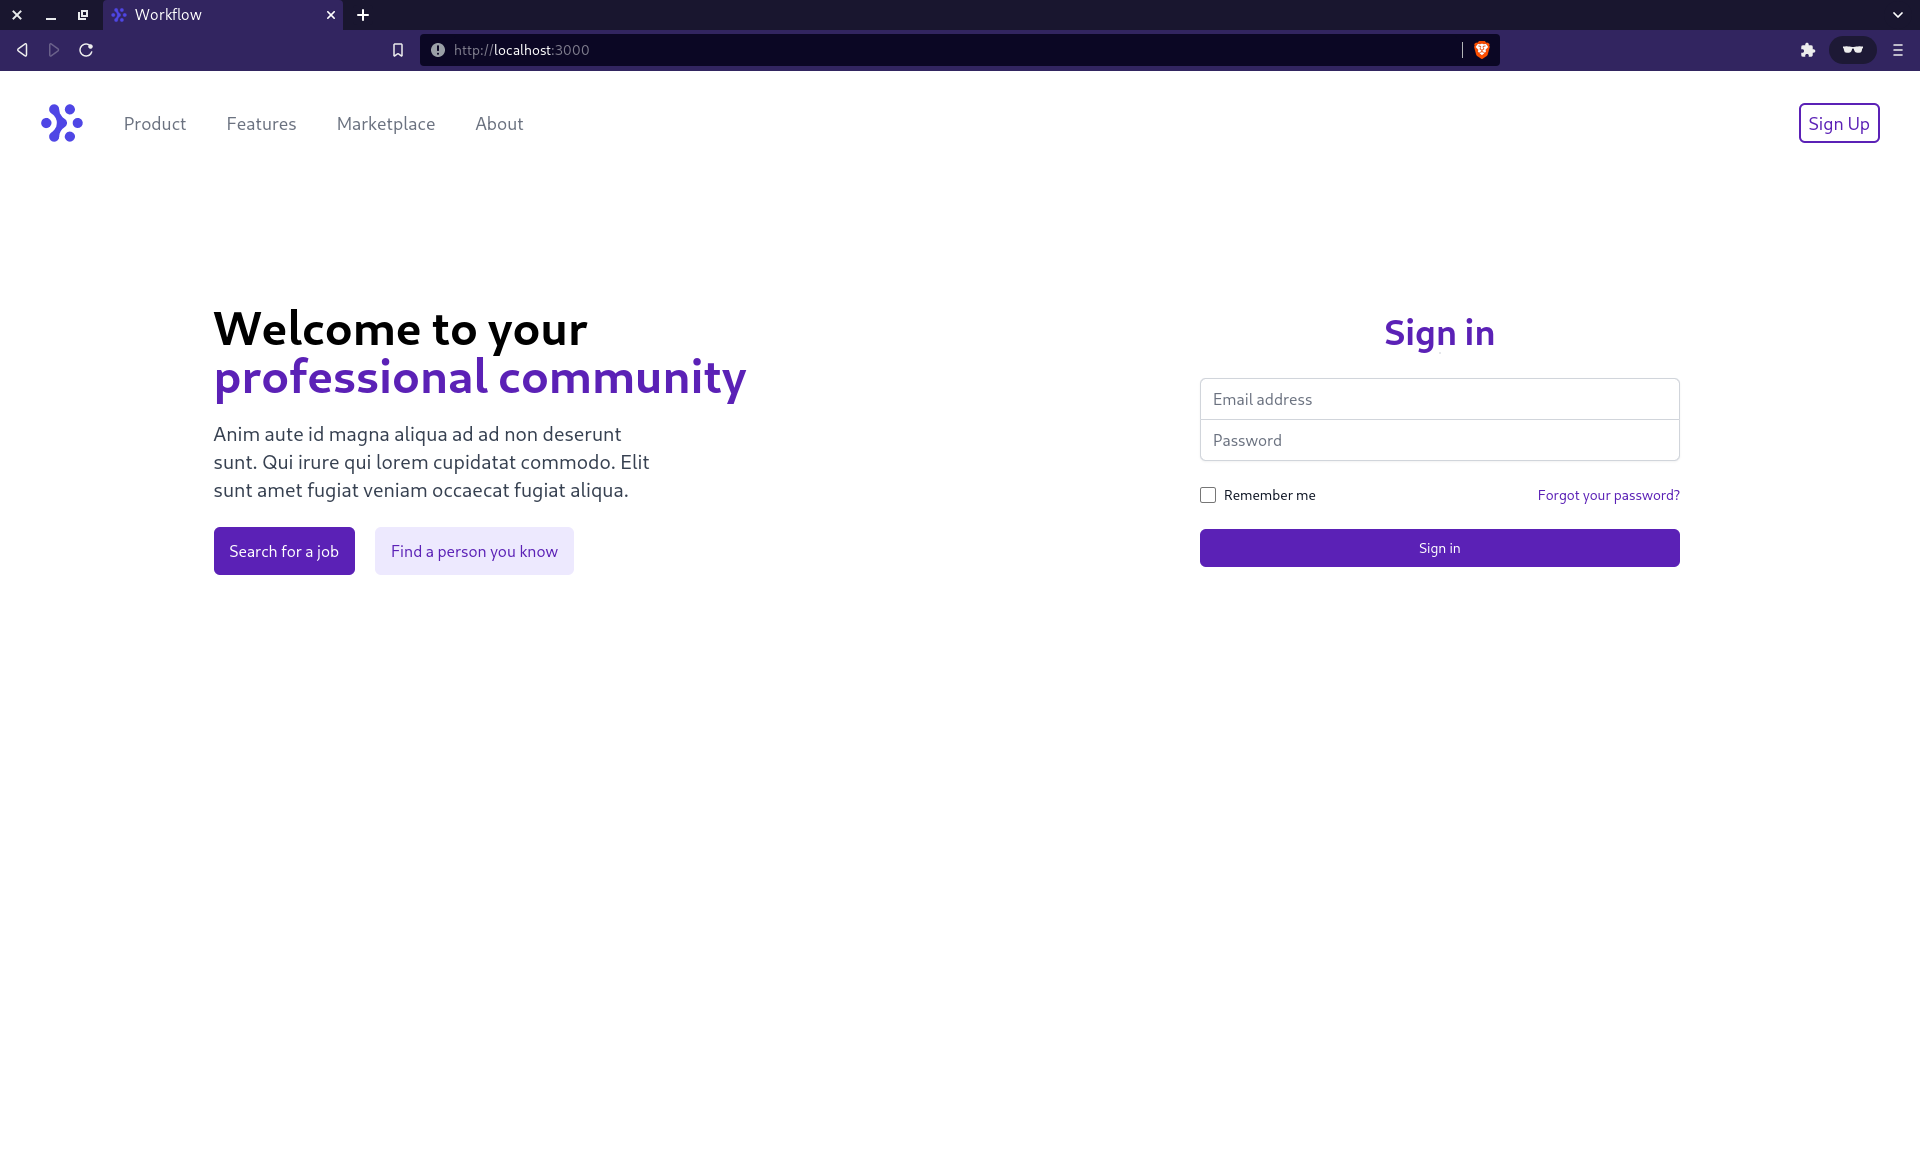 Workflow
http://localhost:3000
Product Features Marketplace About Sign Up
Welcome to your
professional community
Anim aute id magna aliqua ad ad non deserunt
sunt. Qui irure qui lorem cupidatat commodo. Elit
sunt amet fugiat veniam occaecat fugiat aliqua.
Search for a job Find a person you know
Sign in
Email address
Password
Remember me Forgot your password?
Sign in